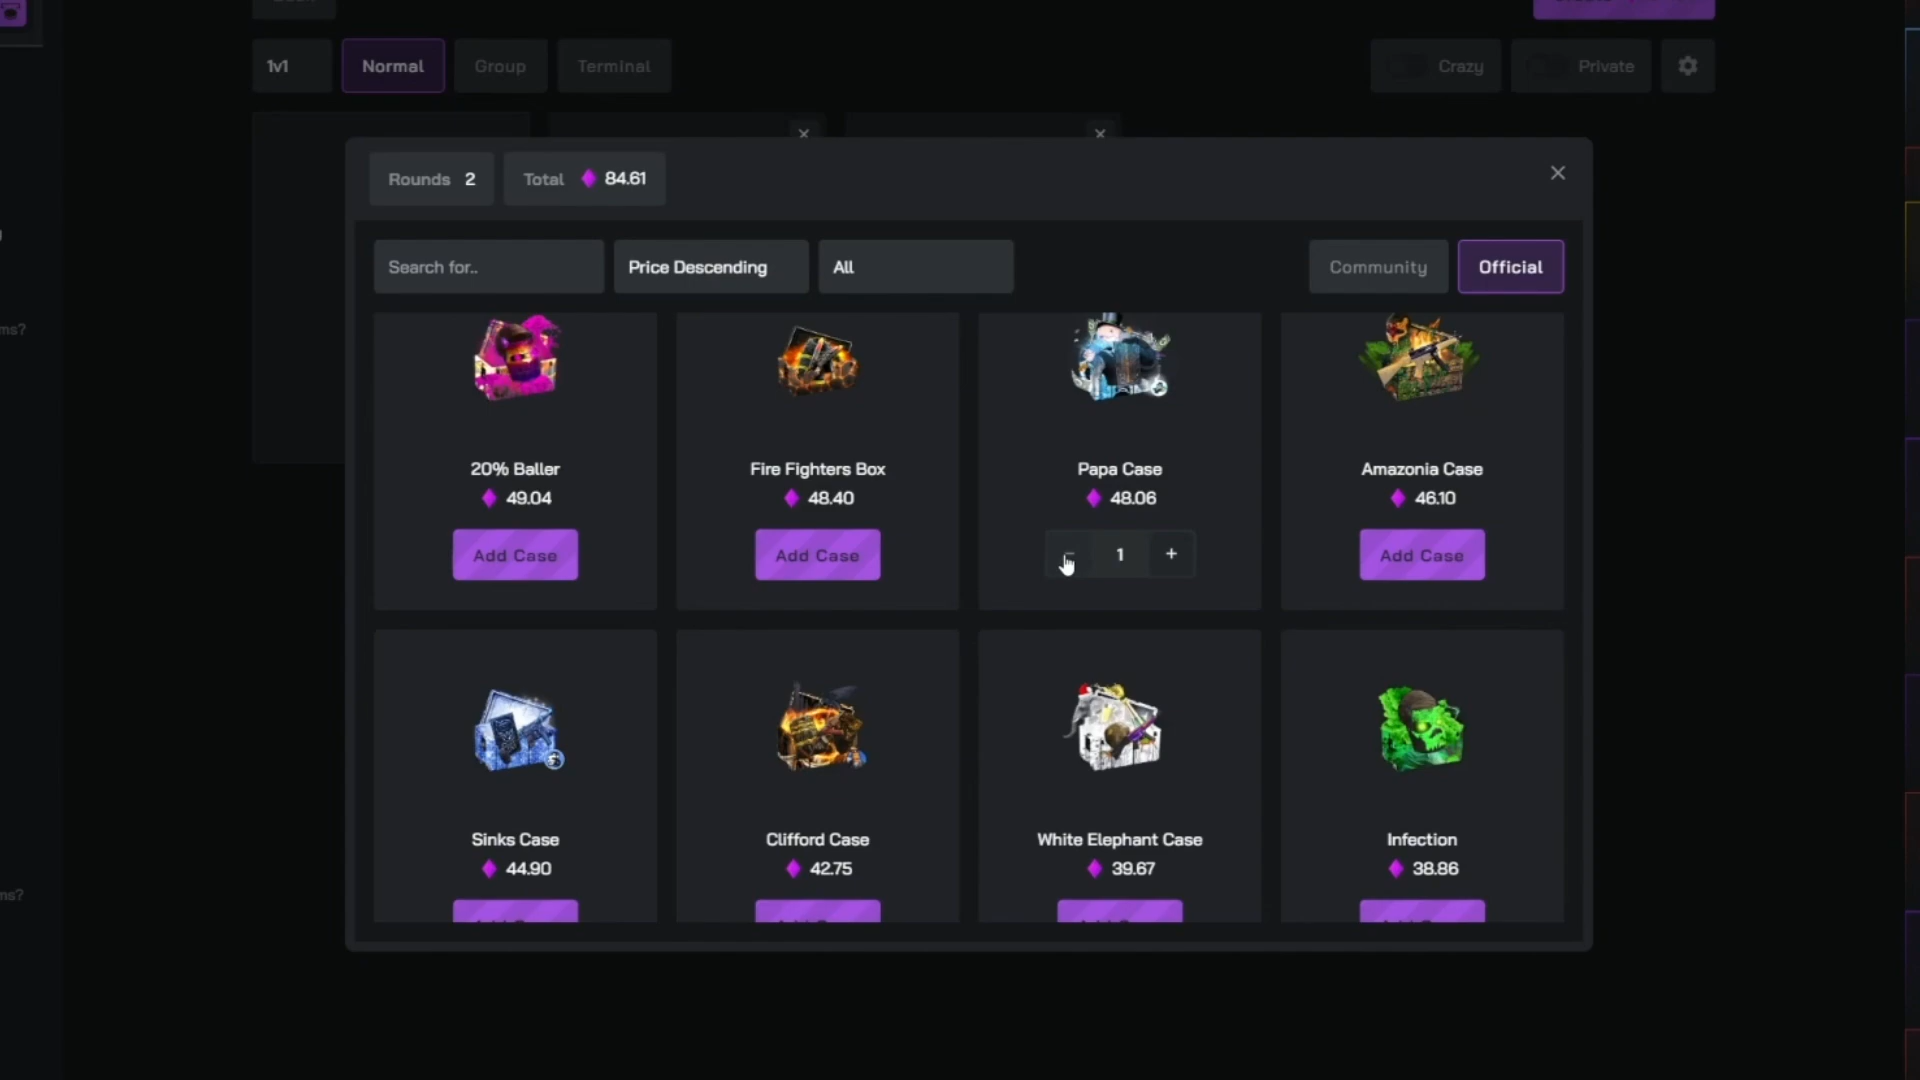 1v1 Normal Group Terminal Crazy Private
Rounds 2 Total 84.61
Search for.. Price Descending All Community Official
20% Baller Fire Fighters Box Papa Case Amazonia Case
49.04 48.40 48.06 46.10
Add Case Add Case - 1 + Add Case
Sinks Case Clifford Case White Elephant Case Infection
44.90 42.75 39.67 38.86
ms?
ms?